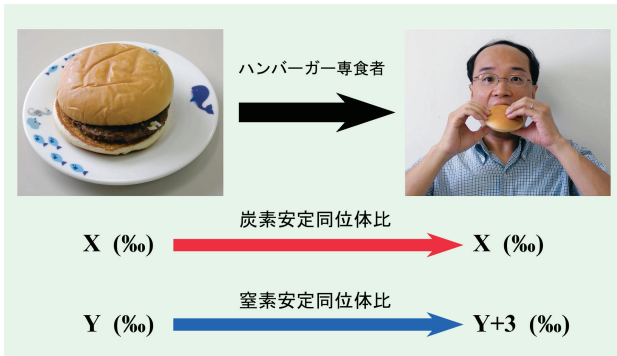 ハンバーガー専食者
炭素安定同位体比
X (‰) X (‰)
窒素安定同位体比
Y (‰) Y+3 (‰)